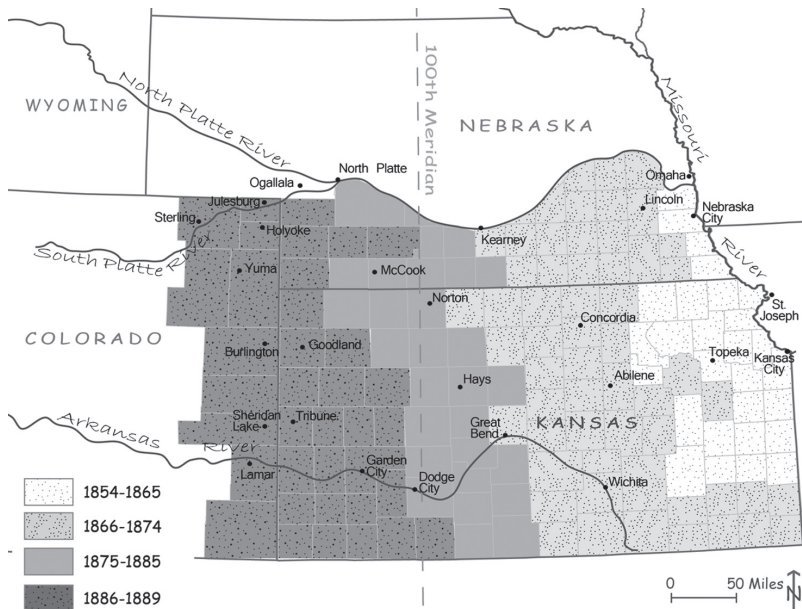 WYOMING
North Platte River
100th Meridian
NEBRASKA
Missouri
River
Ogallala
North Platte
Omaha
Julesburg
Lincoln
Nebraska
City
Sterling
Holyoke
Kearney
South Platte River
Yuma
McCook
Norton
St.
Joseph
COLORADO
Concordia
Burlington
Goodland
Topeka
Kansas
City
Hays
Abilene
Arkansas
River
Sheridan
Lake
Tribune
Great
Bend
KANSAS
Lamar
Garden
City
Dodge
City
Wichita
1854-1865
1866-1874
1875-1885
1886-1889
0 50 Miles
N